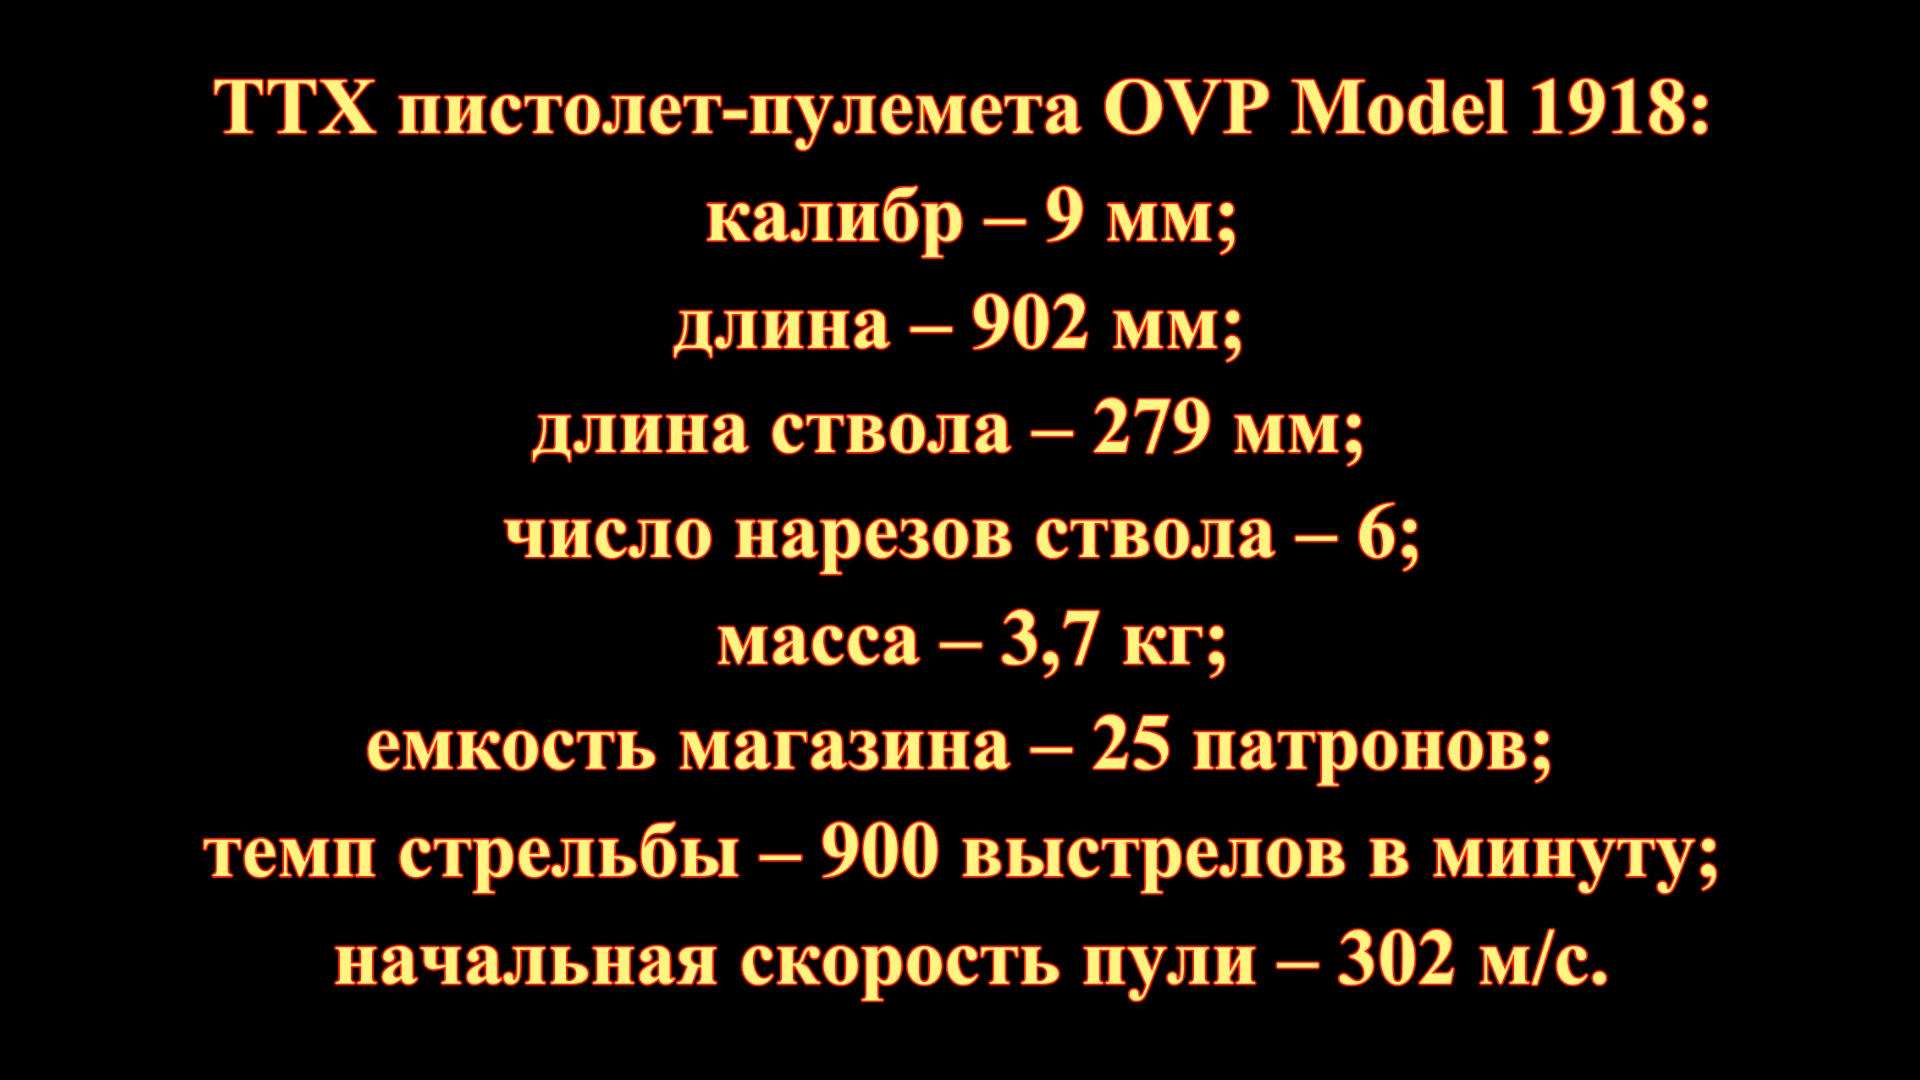 ТТХ пистолет-пулемета OVP Model 1918:
калибр – 9 мм;
длина – 902 мм;
длина ствола – 279 мм;
число нарезов ствола – 6;
масса – 3,7 кг;
емкость магазина – 25 патронов;
темп стрельбы – 900 выстрелов в минуту;
начальная скорость пули – 302 м/с.